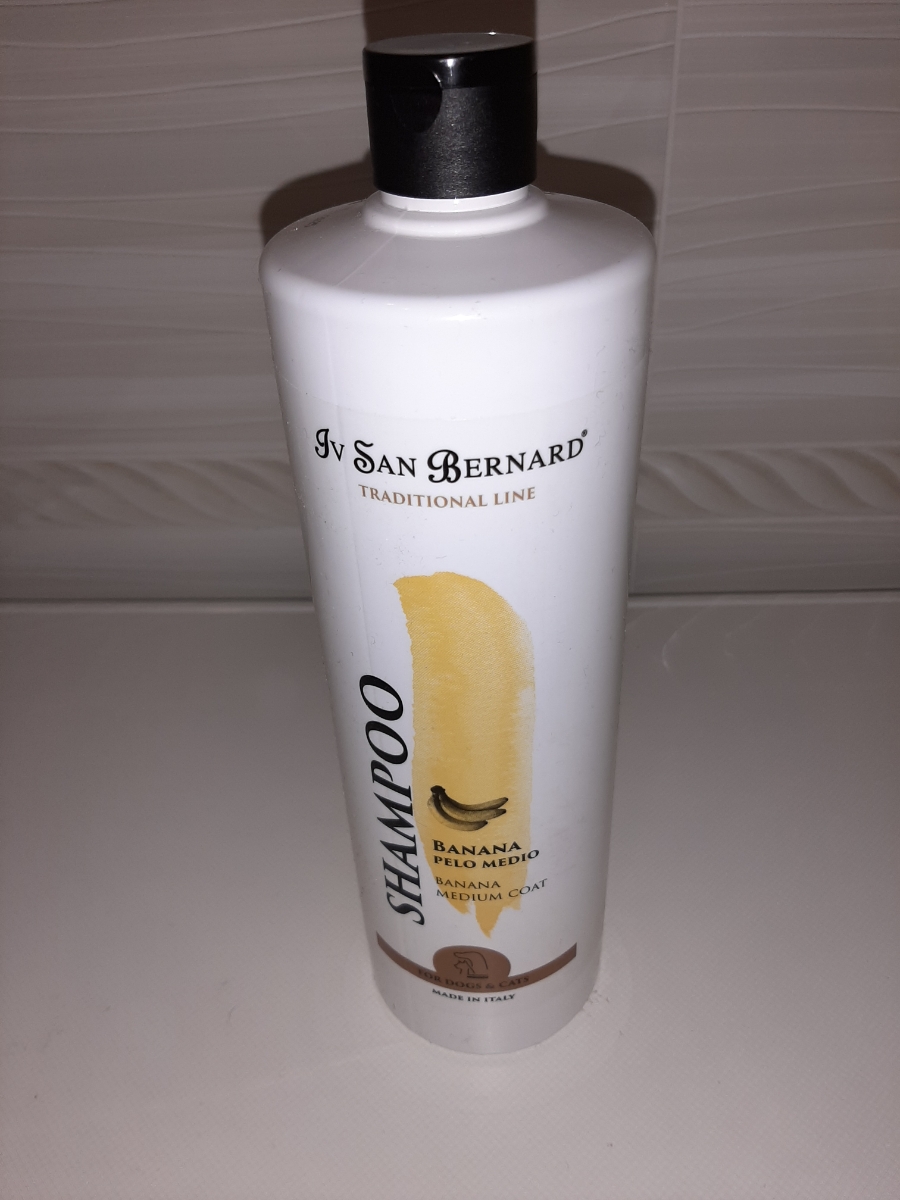 Iv San Bernard®
TRADITIONAL LINE
SHAMPOO
BANANA
PELO MEDIO
BANANA
MEDIUM COAT
FOR DOGS & CATS
MADE IN ITALY